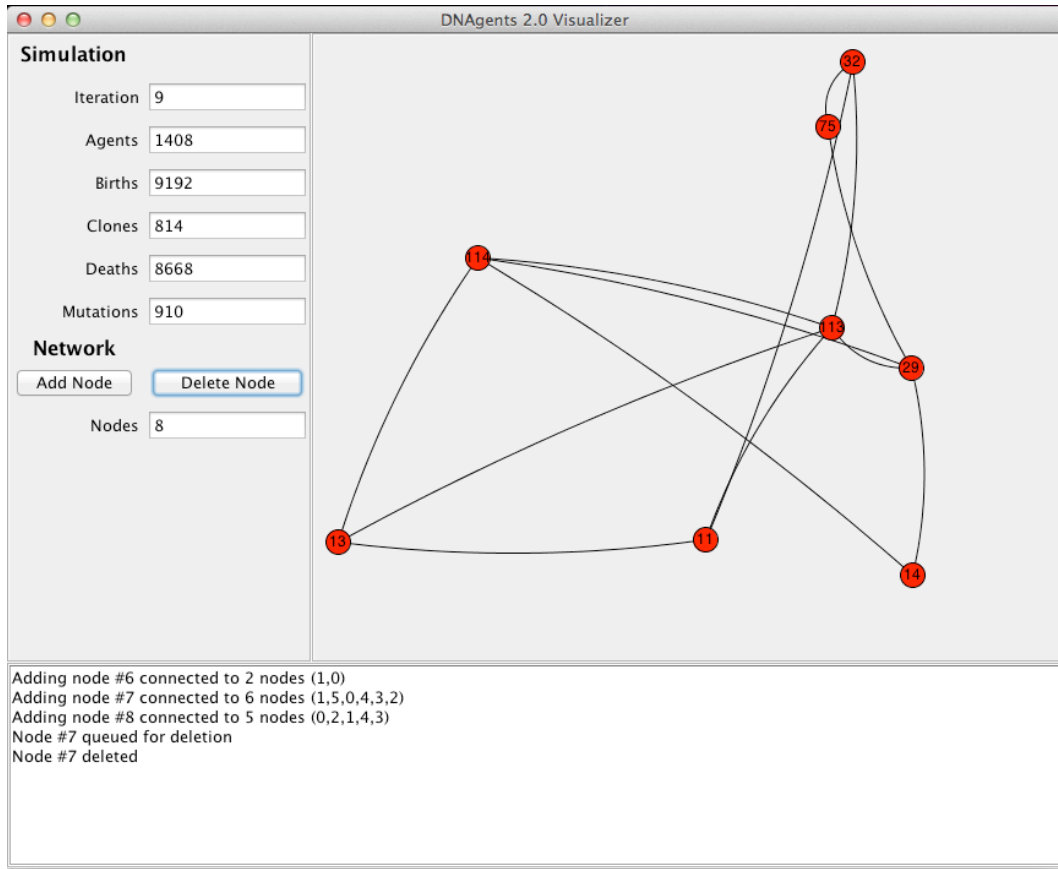 DNAgents 2.0 Visualizer
Simulation
Iteration 9
Agents 1408
Births 9192
Clones 814
Deaths 8668
Mutations 910
Network
Add Node Delete Node
Nodes 8
32
75
114
113
29
13
11
14
Adding node #6 connected to 2 nodes (1,0)
Adding node #7 connected to 6 nodes (1,5,0,4,3,2)
Adding node #8 connected to 5 nodes (0,2,1,4,3)
Node #7 queued for deletion
Node #7 deleted